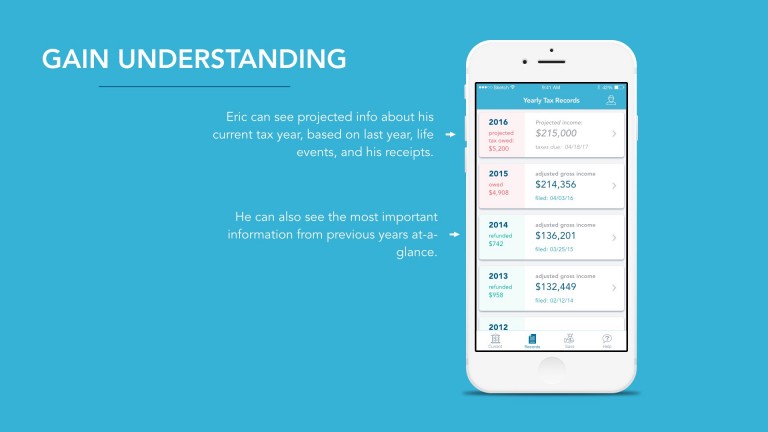 GAIN UNDERSTANDING
Eric can see projected info about his
current tax year, based on last year, life
events, and his receipts.
He can also see the most important
information from previous years at-a-
glance.
Sketch
9:41 AM
42%
Yearly Tax Records
2016
projected
tax owed:
$5,200
Projected income:
$215,000
taxes due : 04/18/17
2015
owed
$4,908
adjusted gross income
$214,356
filed: 04/03/16
2014
refunded
$742
adjusted gross income
$136,201
filed: 03/25/15
2013
refunded
$958
adjusted gross income
$132,449
filed: 02/12/14
2012
Current
Records
Save
Help